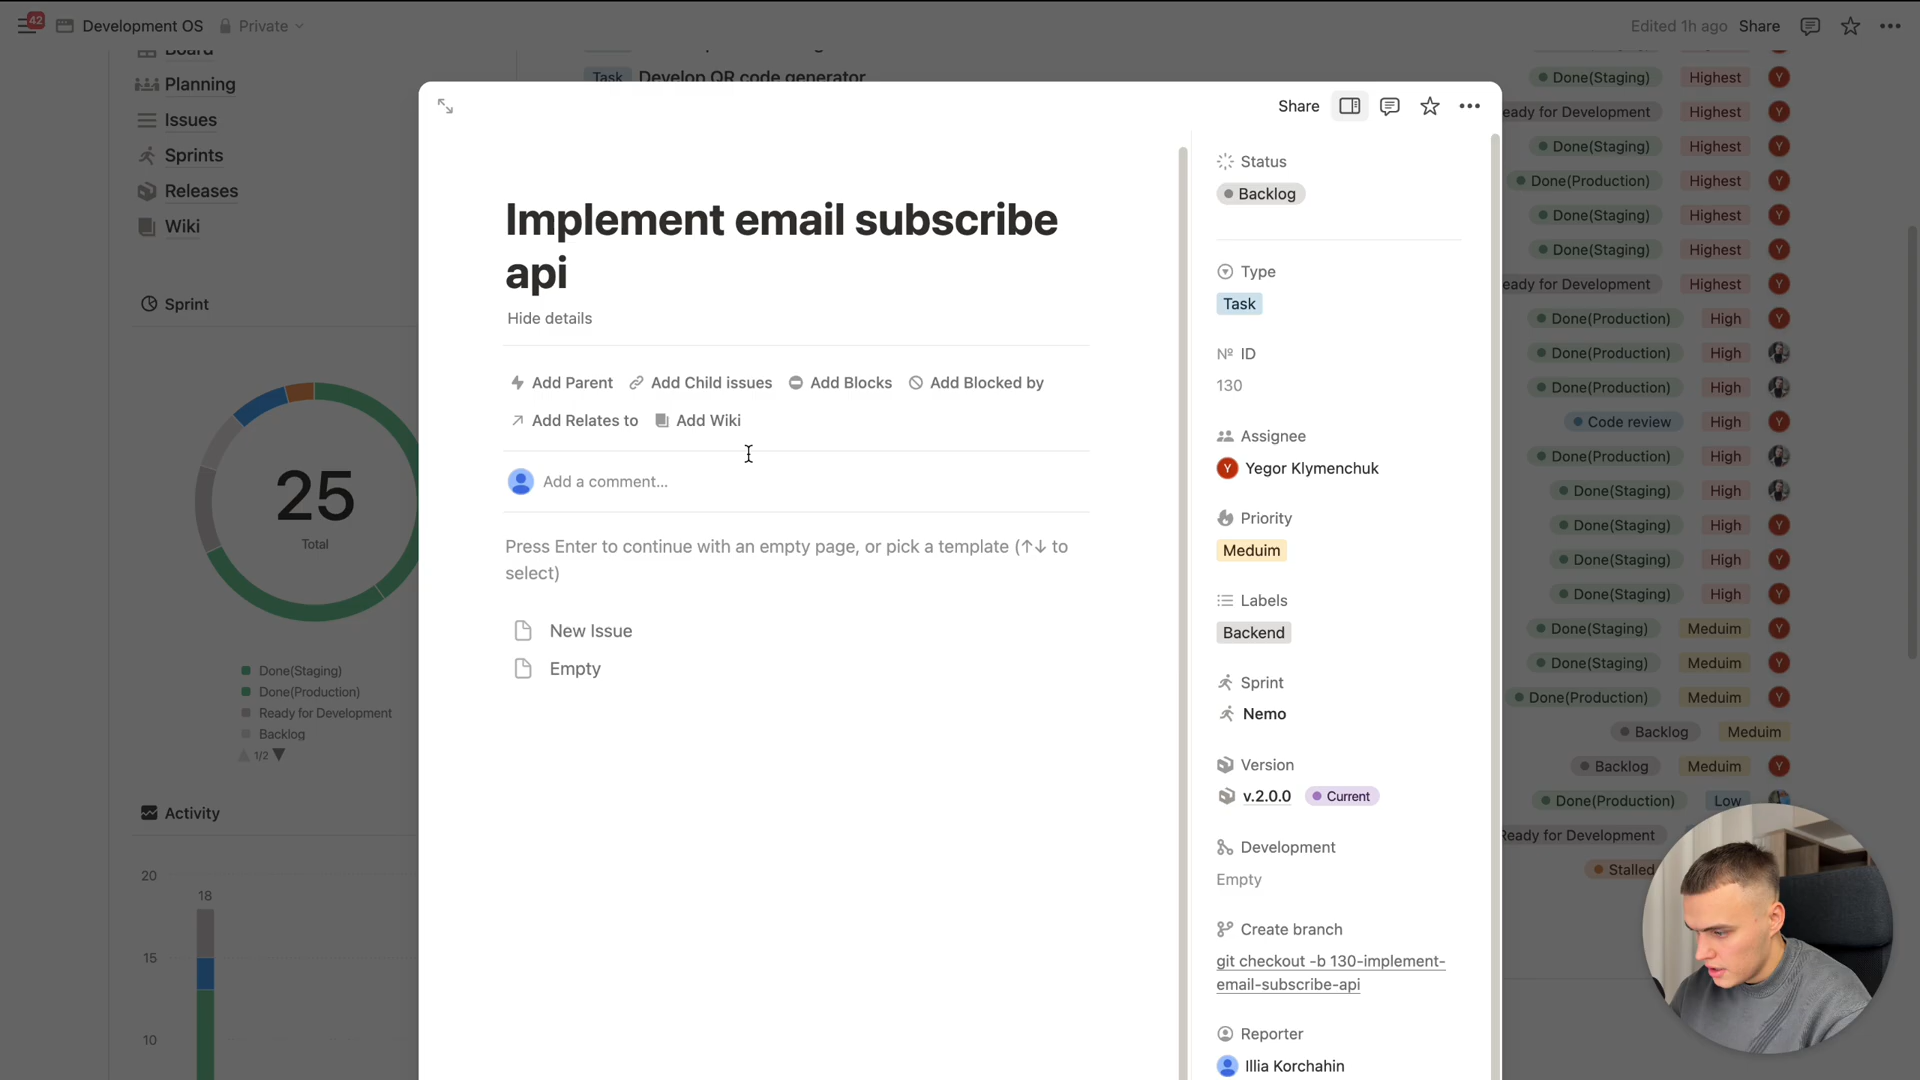 42 Development OS Private
Edited 1h ago Share
Board
Planning
Issues
Sprints
Releases
Wiki
Sprint
25
Total
Done(Staging)
Done(Production)
Ready for Development
Backlog
1/2
Activity
20
18
15
10
Task Develop QR code generator
Share
Implement email subscribe
api
Hide details
Add Parent Add Child issues Add Blocks Add Blocked by
Add Relates to Add Wiki
Add a comment...
Press Enter to continue with an empty page, or pick a template (↑↓ to
select)
New Issue
Empty
Status
Backlog
Type
Task
Nº ID
130
Assignee
Y Yegor Klymenchuk
Priority
Meduim
Labels
Backend
Sprint
Nemo
Version
v.2.0.0 Current
Development
Empty
Create branch
git checkout -b 130-implement-
email-subscribe-api
Reporter
Illia Korchahin
Done(Staging) Highest Y
eady for Development Highest Y
Done(Staging) Highest Y
Done(Production) Highest Y
Done(Staging) Highest Y
Done(Staging) Highest Y
eady for Development Highest Y
Done(Production) High Y
Done(Production) High
Done(Production) High
Code review High Y
Done(Production) High
Done(Staging) High
Done(Staging) High Y
Done(Staging) High Y
Done(Staging) High Y
Done(Staging) Meduim Y
Done(Staging) Meduim Y
Done(Production) Meduim Y
Backlog Meduim
Backlog Meduim Y
Done(Production) Low
Ready for Development
Stalled